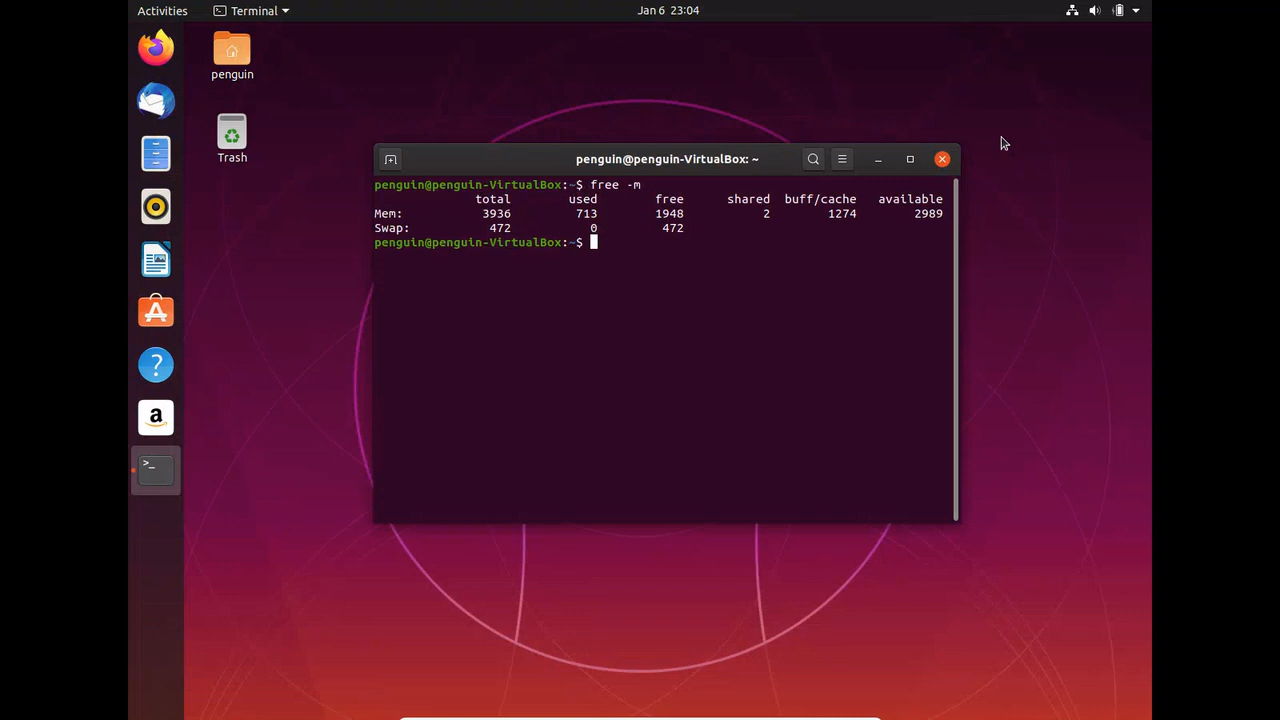 Activities Terminal Jan 6 23:04
penguin
Trash
penguin@penguin-VirtualBox: ~
penguin@penguin-VirtualBox:~$ free -m
total used free shared buff/cache available
Mem: 3936 713 1948 2 1274 2989
Swap: 472 0 472
penguin@penguin-VirtualBox:~$
?
a
>_